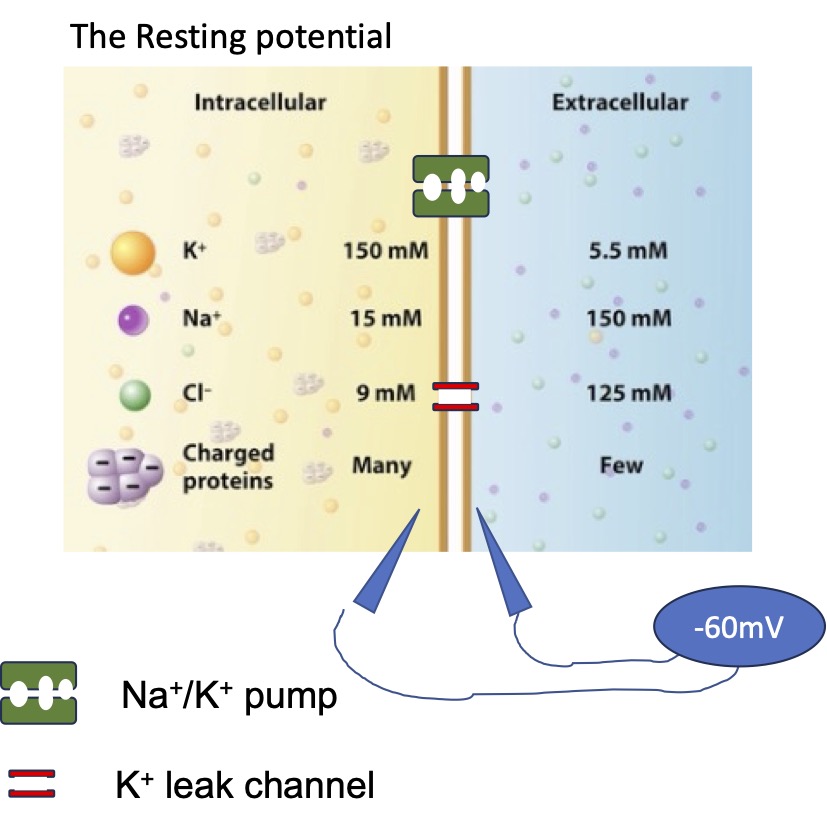 The Resting potential
Intracellular Extracellular
K⁺ 150 mM 5.5 mM
Na⁺ 15 mM 150 mM
Cl⁻ 9 mM 125 mM
Charged
proteins Many Few
-60mV
Na⁺/K⁺ pump
K⁺ leak channel